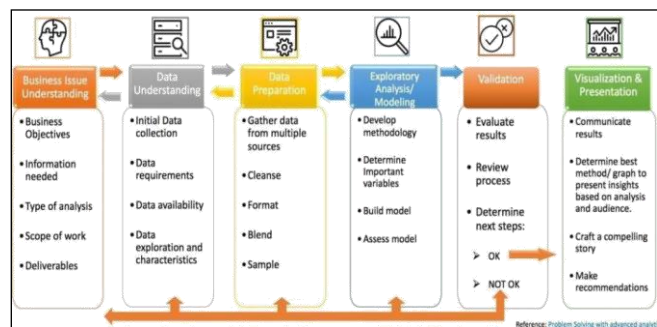 Business Issue
Understanding
Data
Understanding
Data
Preparation
Exploratory
Analysis/
Modeling
Validation
Visualization &
Presentation
• Business
Objectives
• Information
needed
• Type of analysis
• Scope of work
• Deliverables
• Initial Data
collection
• Data
requirements
• Data availability
• Data
exploration and
characteristics
• Gather data
from multiple
sources
• Cleanse
• Format
• Blend
• Sample
• Develop
methodology
• Determine
Important
variables
• Build model
• Assess model
• Evaluate
results
• Review
process
• Determine
next steps:
➢ OK
➢ NOT OK
• Communicate
results
• Determine best
method/ graph to
present insights
based on analysis
and audience.
• Craft a compelling
story
• Make
recommendations
Reference: Problem Solving with advanced analyti